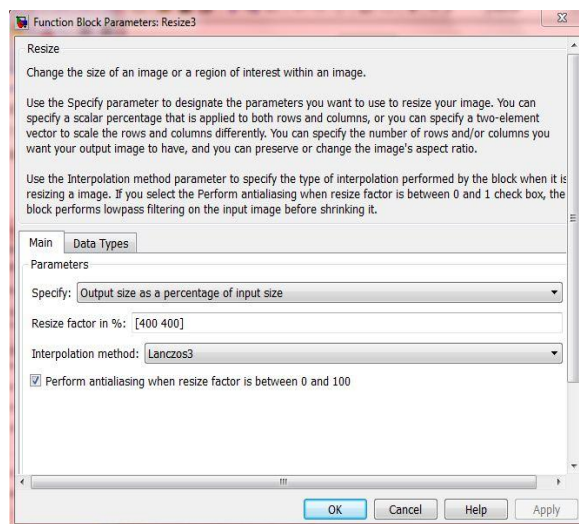 Function Block Parameters: Resize3
Resize
Change the size of an image or a region of interest within an image.
Use the Specify parameter to designate the parameters you want to use to resize your image. You can
specify a scalar percentage that is applied to both rows and columns, or you can specify a two-element
vector to scale the rows and columns differently. You can specify the number of rows and/or columns you
want your output image to have, and you can preserve or change the image's aspect ratio.
Use the Interpolation method parameter to specify the type of interpolation performed by the block when it is
resizing a image. If you select the Perform antialiasing when resize factor is between 0 and 1 check box, the
block performs lowpass filtering on the input image before shrinking it.
Main Data Types
Parameters
Specify: Output size as a percentage of input size
Resize factor in %: [400 400]
Interpolation method: Lanczos3
Perform antialiasing when resize factor is between 0 and 100
OK Cancel Help Apply